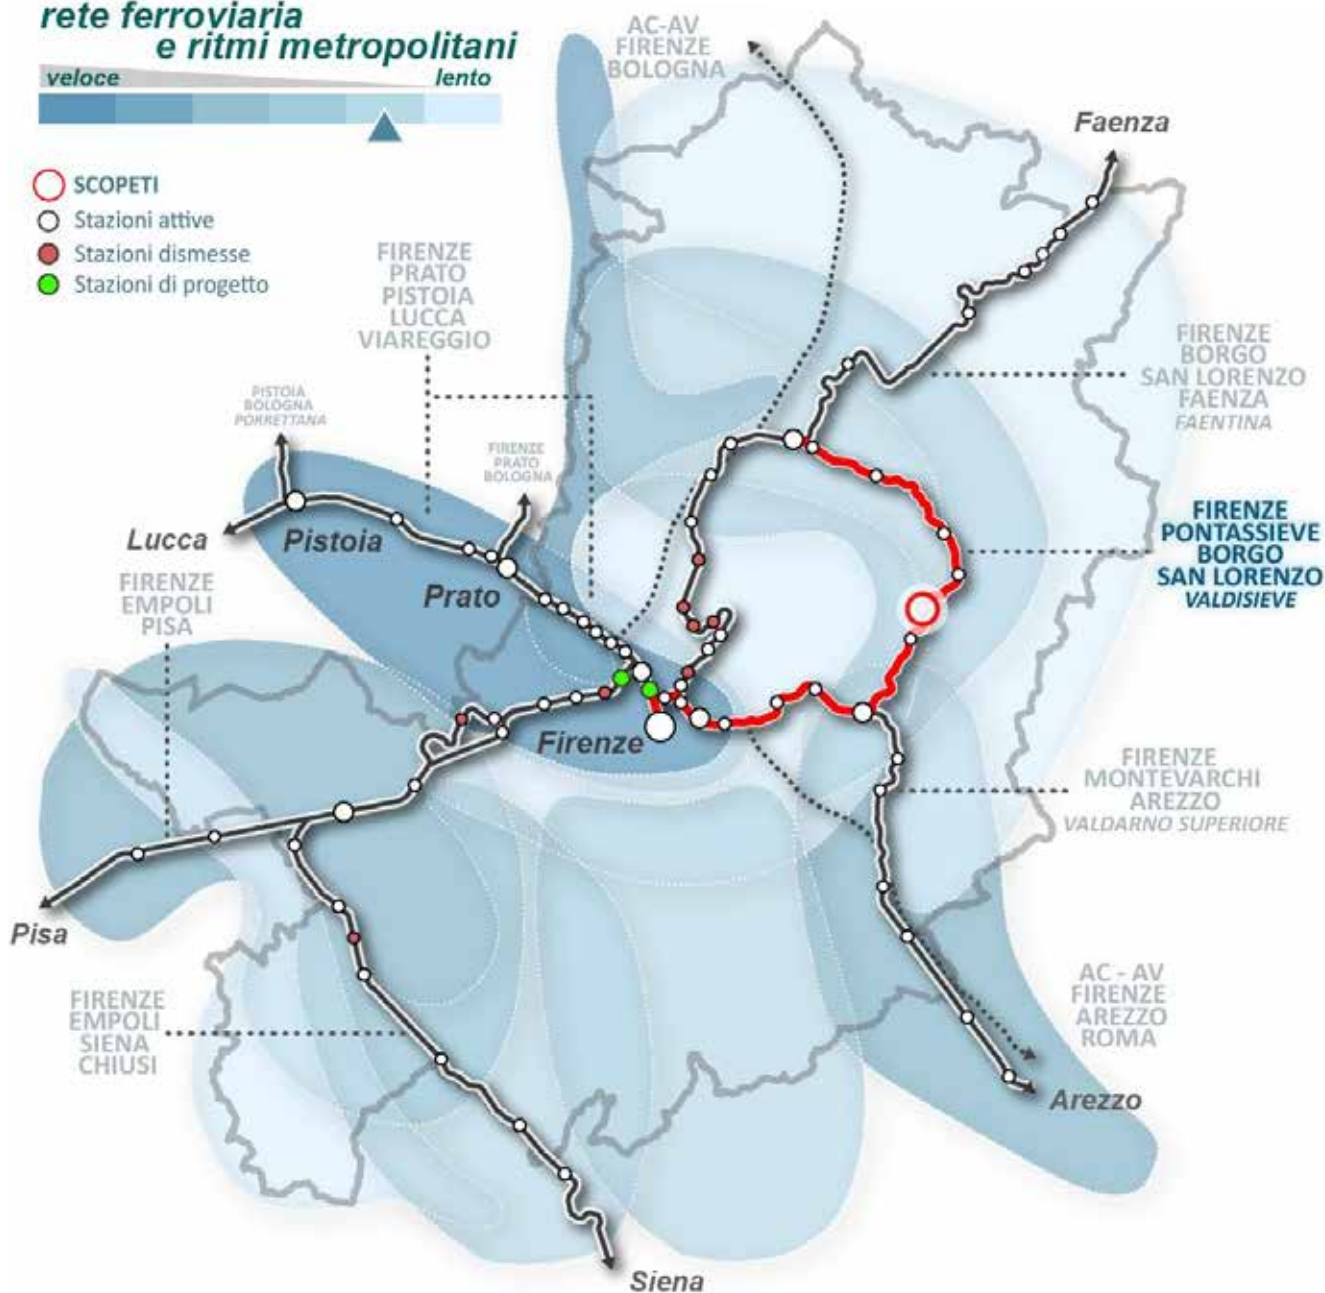 rete ferroviaria
e ritmi metropolitani
veloce
lento
SCOPETI
Stazioni attive
Stazioni dismesse
Stazioni di progetto
AC-AV
FIRENZE
BOLOGNA
Faenza
FIRENZE
PRATO
PISTOIA
LUCCA
VIAREGGIO
FIRENZE
BORGO
SAN LORENZO
FAENZA
FAENTINA
PISTOIA
BOLOGNA
PORRETTANA
FIRENZE
PRATO
BOLOGNA
Lucca
Pistoia
Prato
FIRENZE
PONTASSIEVE
BORGO
SAN LORENZO
VALDISIEVE
FIRENZE
EMPOLI
PISA
Firenze
FIRENZE
MONTEVARCHI
AREZZO
VALDARNO SUPERIORE
Pisa
FIRENZE
EMPOLI
SIENA
CHIUSI
AC - AV
FIRENZE
AREZZO
ROMA
Arezzo
Siena